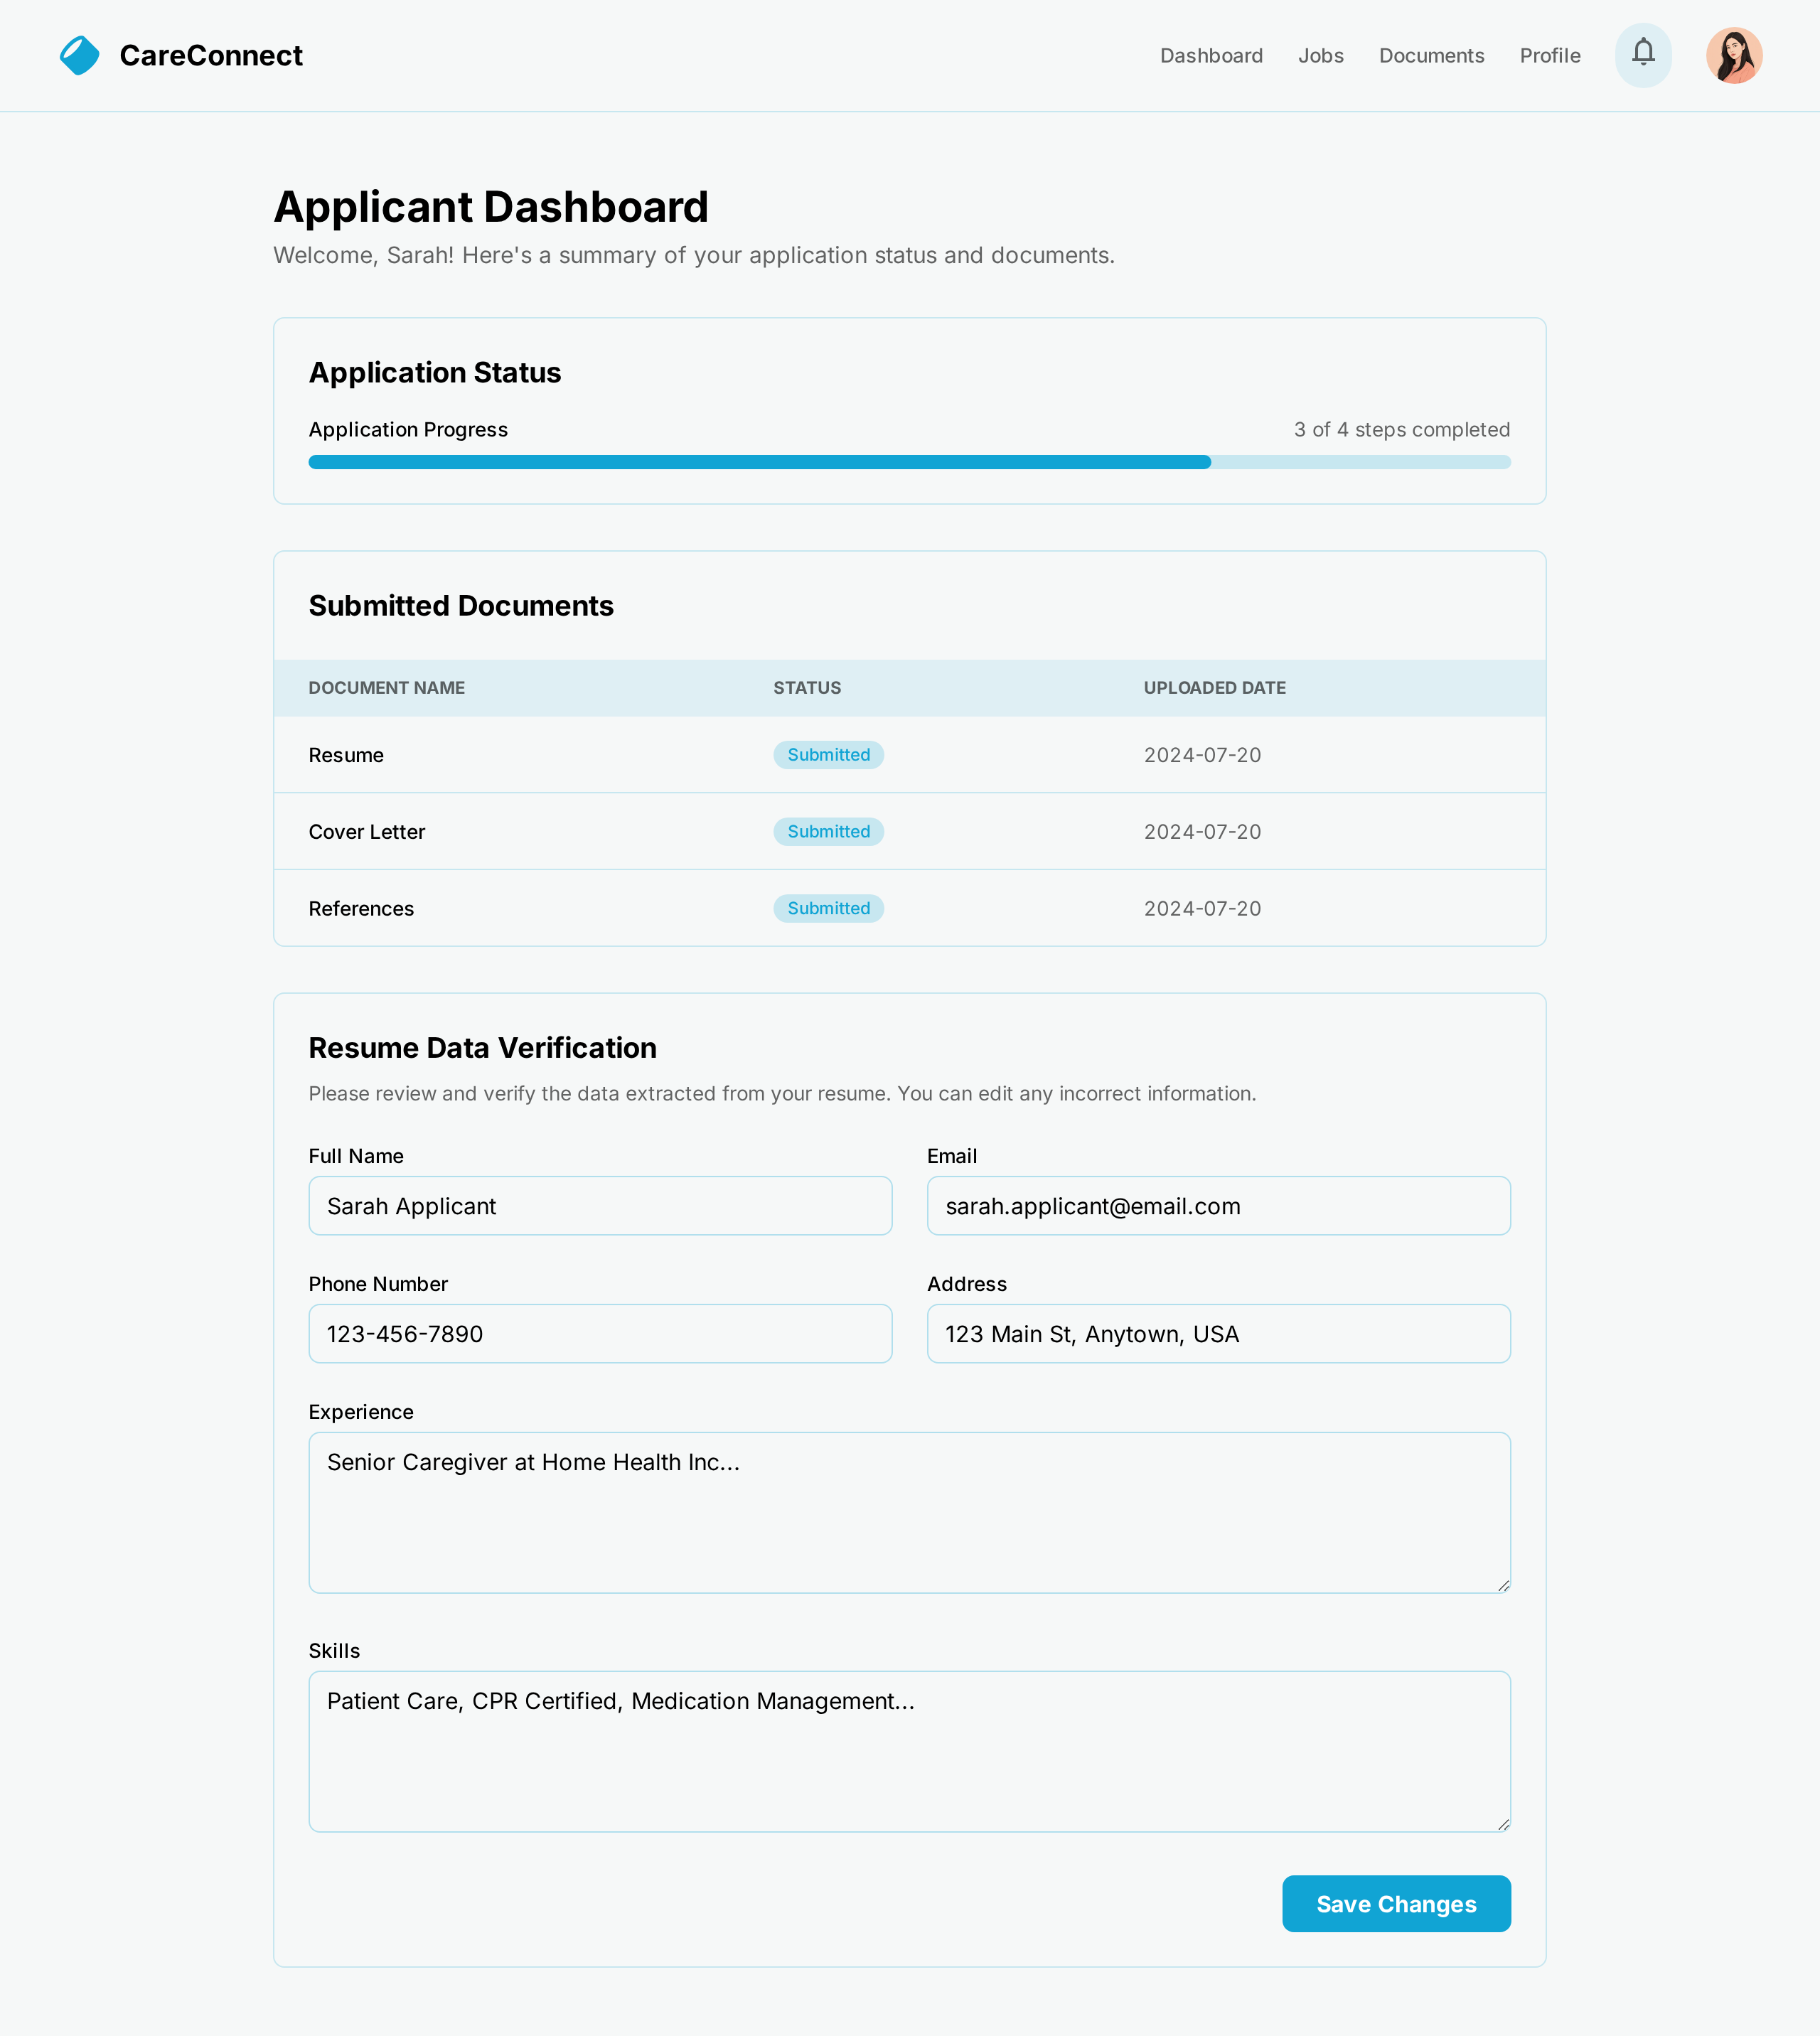 CareConnect
Dashboard Jobs Documents Profile
Applicant Dashboard
Welcome, Sarah! Here's a summary of your application status and documents.
Application Status
Application Progress 3 of 4 steps completed
Submitted Documents
DOCUMENT NAME STATUS UPLOADED DATE
Resume Submitted 2024-07-20
Cover Letter Submitted 2024-07-20
References Submitted 2024-07-20
Resume Data Verification
Please review and verify the data extracted from your resume. You can edit any incorrect information.
Full Name Email
Sarah Applicant sarah.applicant@email.com
Phone Number Address
123-456-7890 123 Main St, Anytown, USA
Experience
Senior Caregiver at Home Health Inc...
Skills
Patient Care, CPR Certified, Medication Management...
Save Changes